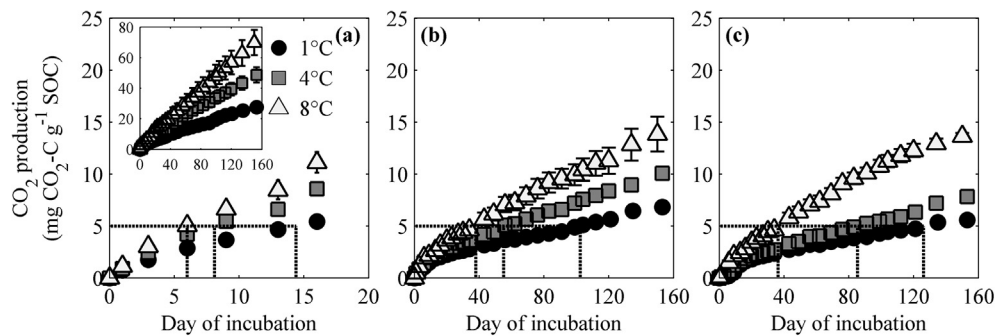 CO₂ production
(mg CO₂-C g⁻¹ SOC)
25
20
15
10
5
0
0 5 10 15 20
Day of incubation
80
60
40
20
0
0 40 80 120 160
(a)
1°C
4°C
8°C
25
20
15
10
5
0
0 40 80 120 160
Day of incubation
(b)
25
20
15
10
5
0
0 40 80 120 153
Day of incubation
(c)